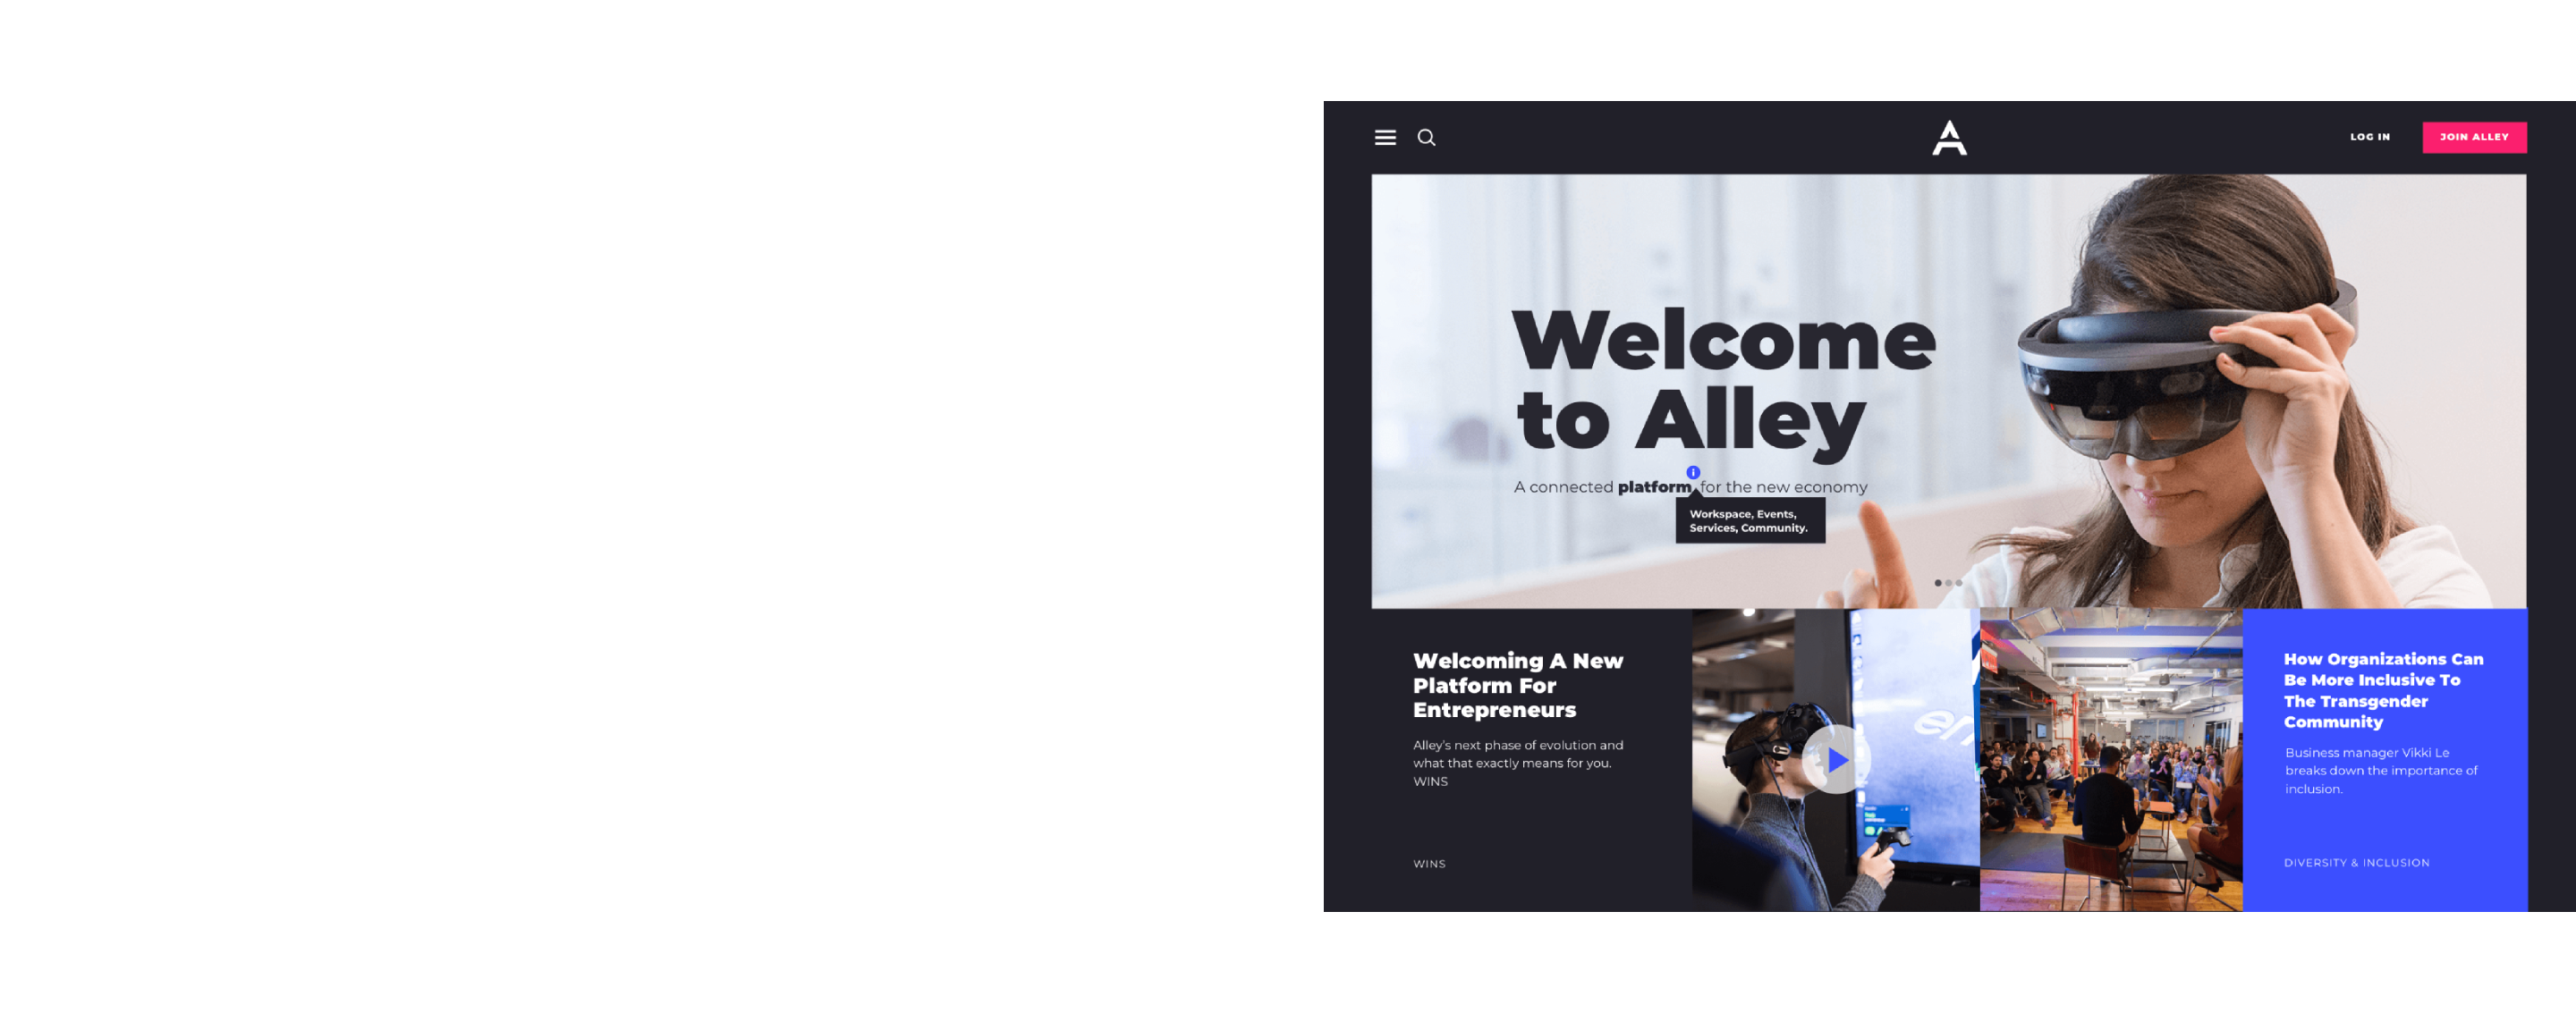 LOG IN
JOIN ALLEY
Welcome
to Alley
A connected platform for the new economy
Workspace, Events,
Services, Community.
Welcoming A New
Platform For
Entrepreneurs
Alley's next phase of evolution and
what that exactly means for you.
WINS
WINS
How Organizations Can
Be More Inclusive To
The Transgender
Community
Business manager Vikki Le
breaks down the importance of
inclusion.
DIVERSITY & INCLUSION